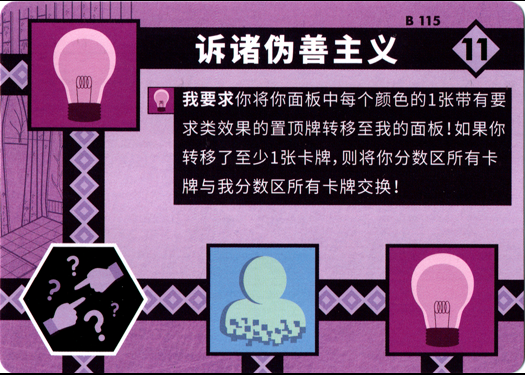 B 115
诉诸伪善主义
11
我要求你将你面板中每个颜色的1张带有要
求类效果的置顶牌转移至我的面板!如果你
转移了至少1张卡牌,则将你分数区所有卡
牌与我分数区所有卡牌交换!
? ? ? ?